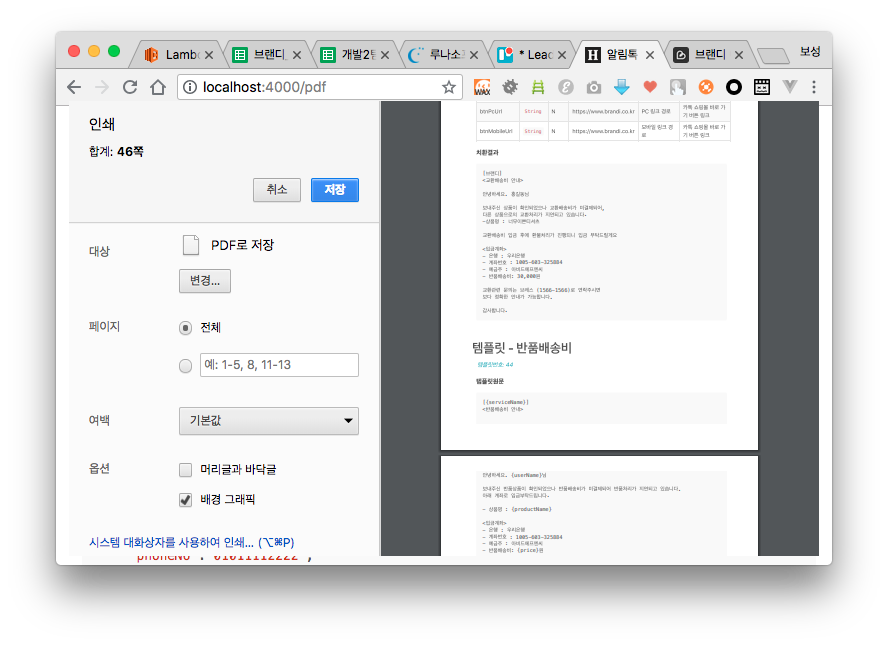 Lamb
브랜디
개발2팀
루나소
* Lead
알림톡
브랜디
보성
localhost:4000/pdf
인쇄
합계: 46쪽
취소
저장
대상
PDF로 저장
변경...
페이지
전체
예: 1-5, 8, 11-13
여백
기본값
옵션
머리글과 바닥글
배경 그래픽
시스템 대화상자를 사용하여 인쇄... (⌥⌘P)
"phoneNo":"01011112222",
btnPcUrl String N https://www.brandi.co.kr PC 링크 경로 카톡 쇼핑몰 바로 가
기 버튼 링크
btnMobileUrl String N https://www.brandi.co.kr 모바일 링크 경
로 카톡 쇼핑몰 바로 가
기 버튼 링크
치환결과
[브랜디]
<교환배송비 안내>
안녕하세요. 홍길동님
보내주신 상품이 확인되었으나 교환배송비가 미결제되어,
다른 상품으로의 교환처리가 지연되고 있습니다.
-상품명 : 너무이쁜티셔츠
교환배송비 입금 후에 환불처리가 진행되니 입금 부탁드릴게요
<입금계좌>
- 은행 : 우리은행
- 계좌번호 : 1005-603-325884
- 예금주 : 아비드에프앤씨
- 반품배송비: 30,000원
교환관련 문의는 브레스 (1566-1566)로 연락주시면
보다 정확한 안내가 가능합니다.
감사합니다.
템플릿 - 반품배송비
템플릿번호: 44
템플릿원문
[{serviceName}]
<반품배송비 안내>
안녕하세요. {userName}님
보내주신 반품상품이 확인되었으나 반품배송비가 미결제되어 반품처리가 지연되고 있습니다.
아래 계좌로 입금부탁드립니다.
- 상품명 : {productName}
<입금계좌>
- 은행 : 우리은행
- 계좌번호 : 1005-603-325884
- 예금주 : 아비드에프앤씨
- 반품배송비: {price}원